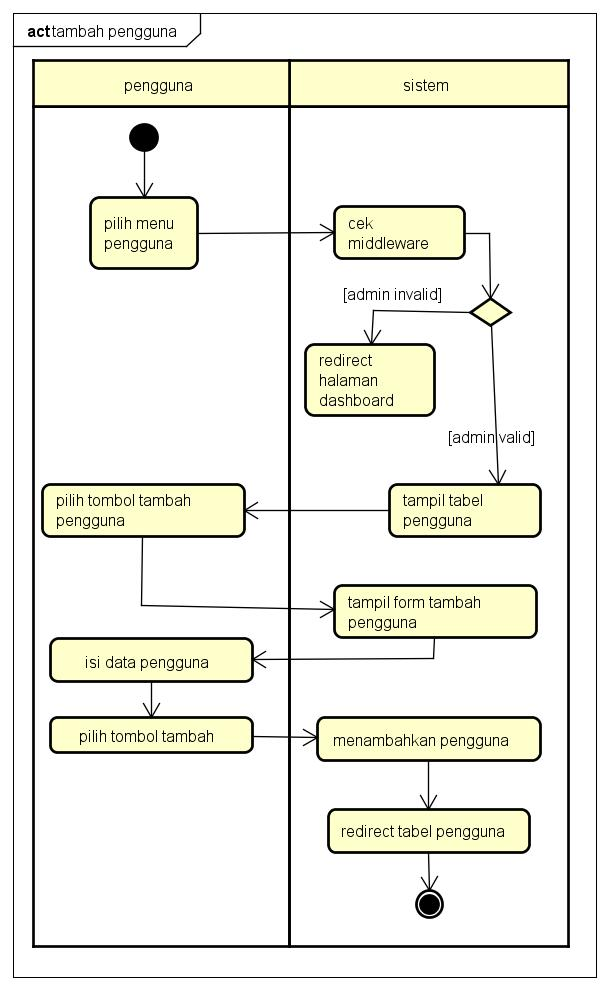 act tambah pengguna
pengguna
sistem
pilih menu
pengguna
cek
middleware
[admin invalid]
redirect
halaman
dashboard
[admin valid]
pilih tombol tambah
pengguna
tampil tabel
pengguna
tampil form tambah
pengguna
isi data pengguna
pilih tombol tambah
menambahkan pengguna
redirect tabel pengguna